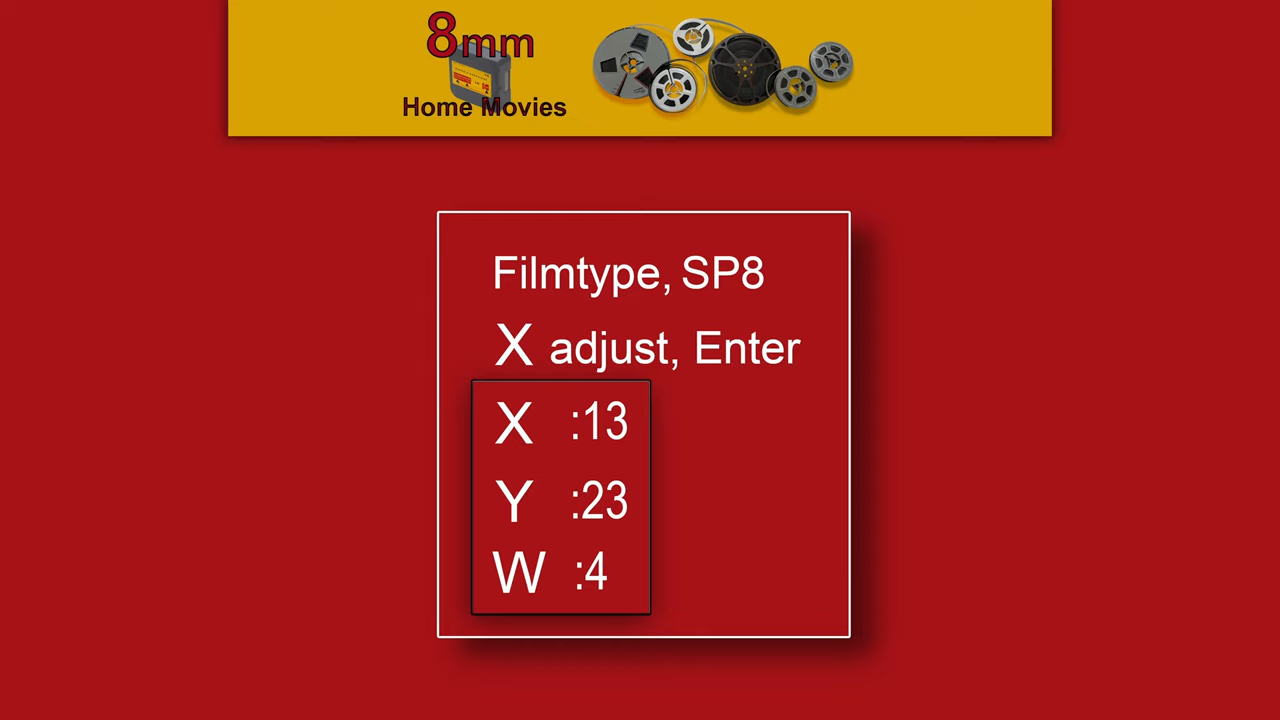 8mm
Home Movies
Filmtype, SP8
X adjust, Enter
X :13
Y :23
W :4